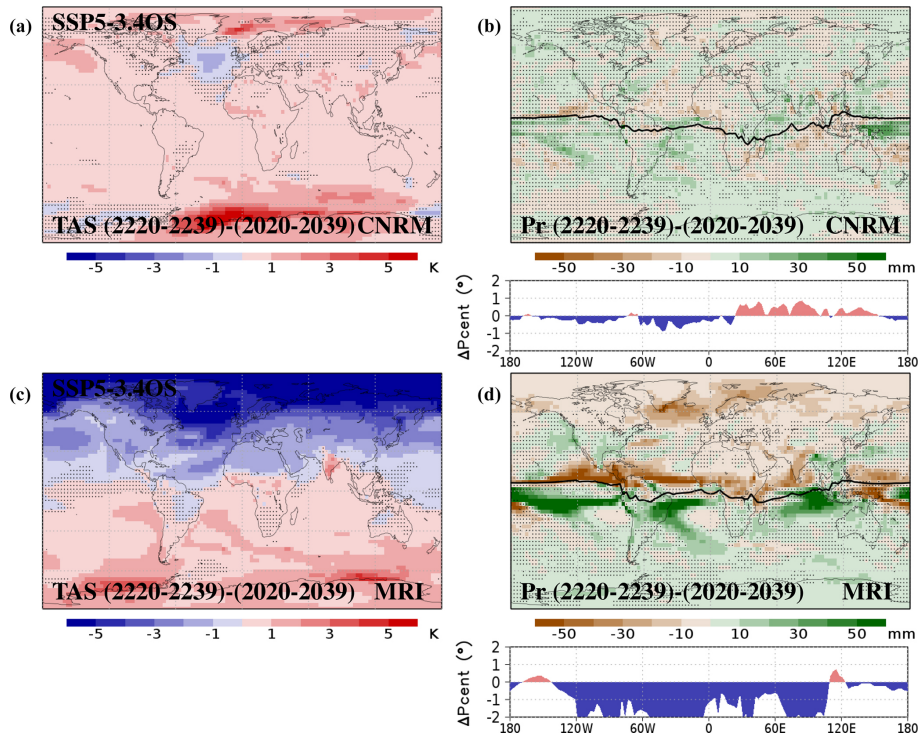 (a) SSP5-3.4OS
TAS (2220-2239)-(2020-2039)CNRM
-5 -3 -1 1 3 5 K
(b)
Pr (2220-2239)-(2020-2039) CNRM
-50 -30 -10 10 30 50 mm
ΔPcent (°)
2
1
0
-1
-2
180 120W 60W 0 60E 120E 180
(c) SSP5-3.4OS
TAS (2220-2239)-(2020-2039) MRI
-5 -3 -1 1 3 5 K
(d)
Pr (2220-2239)-(2020-2039) MRI
-50 -30 -10 10 30 50 mm
ΔPcent (°)
2
1
0
-1
-2
180 120W 60W 0 60E 120E 180